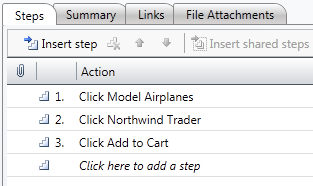 Steps Summary Links File Attachments
Insert step Insert shared steps
Action
1. Click Model Airplanes
2. Click Northwind Trader
3. Click Add to Cart
Click here to add a step